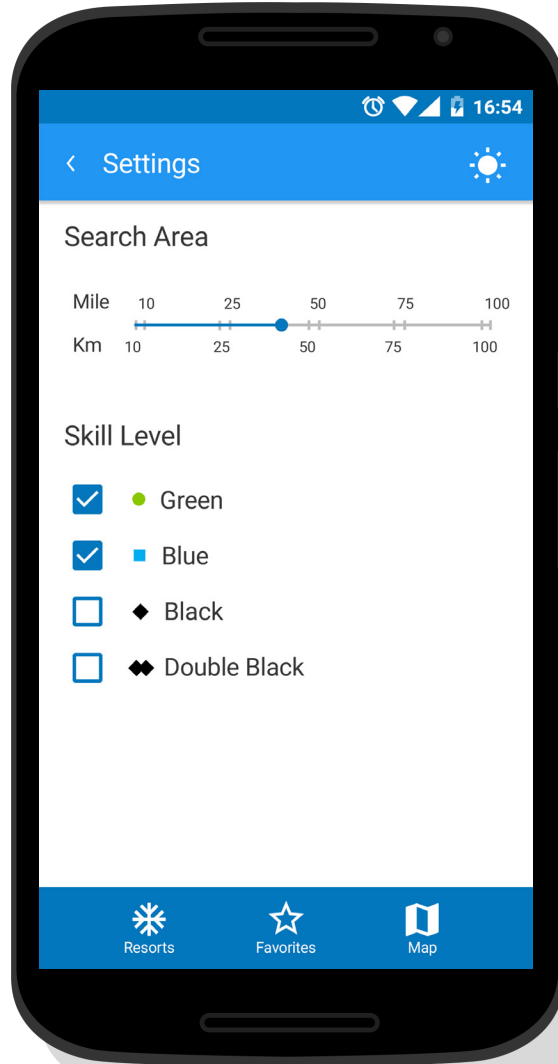 16:54
Settings
Search Area
Mile 10 25 50 75 100
Km 10 25 50 75 100
Skill Level
Green
Blue
Black
Double Black
Resorts Favorites Map